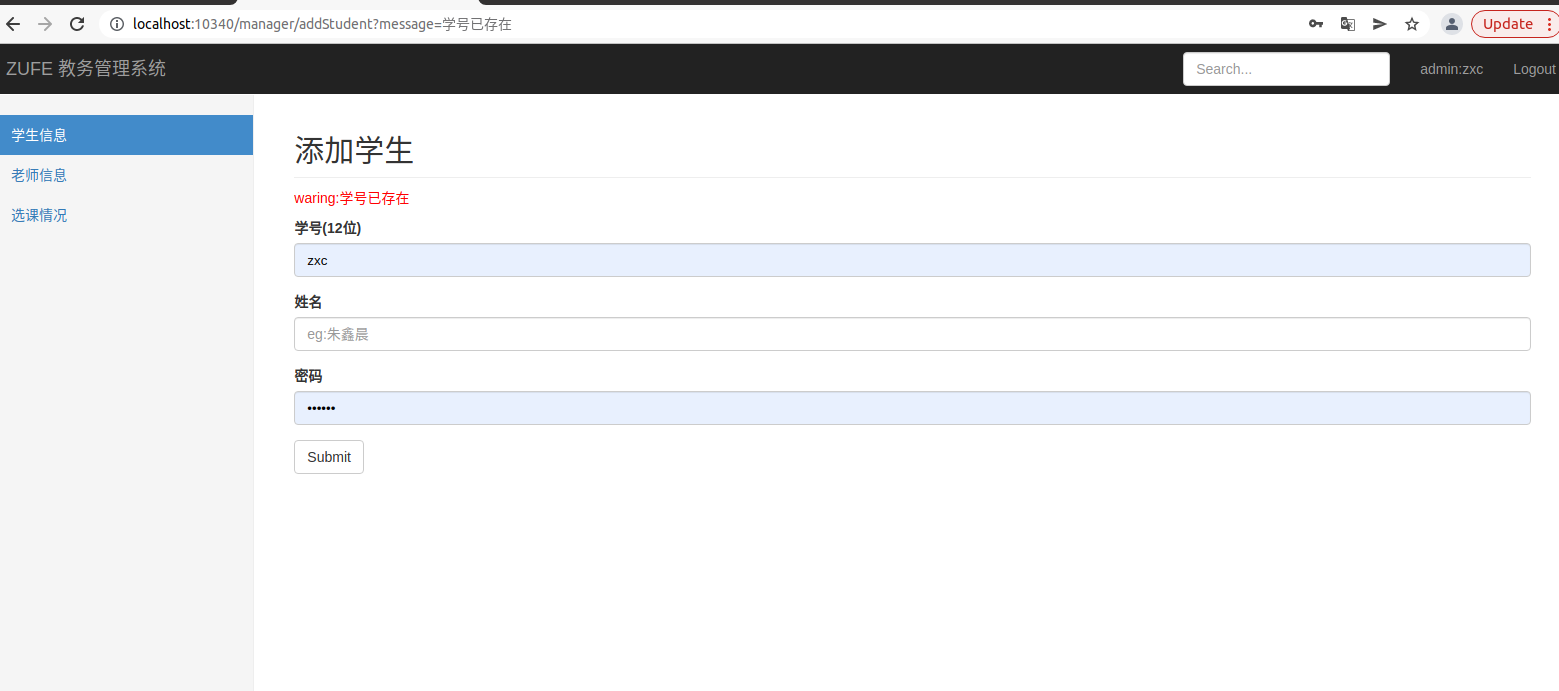 localhost:10340/manager/addStudent?message=学号已存在
Update
ZUFE 教务管理系统
Search...
admin:zxc
Logout
学生信息
老师信息
选课情况
添加学生
waring:学号已存在
学号(12位)
zxc
姓名
eg:朱鑫晨
密码
••••••
Submit